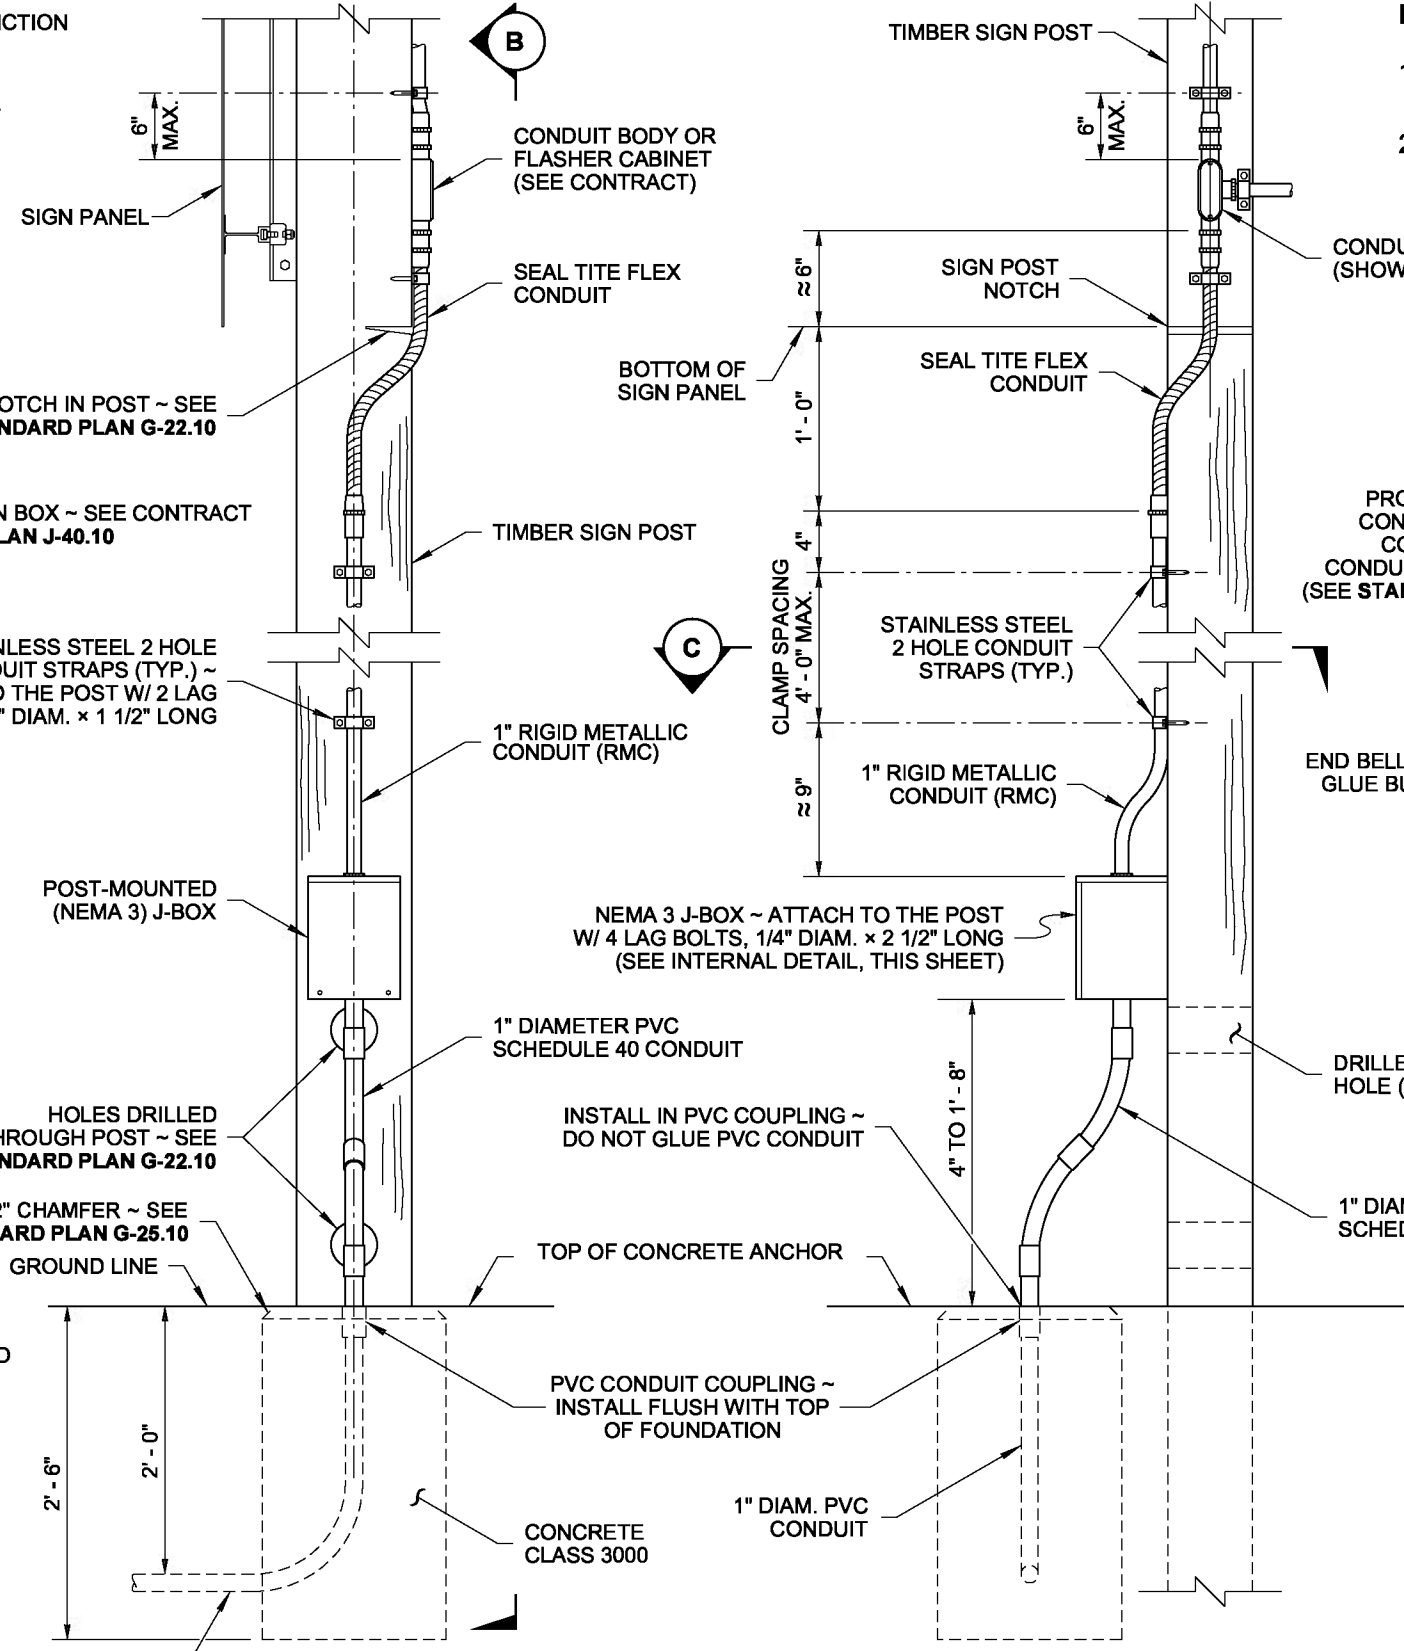 CTION
B
6"
MAX.
CONDUIT BODY OR
FLASHER CABINET
(SEE CONTRACT)
SIGN PANEL
SEAL TITE FLEX
CONDUIT
OTCH IN POST ~ SEE
NDARD PLAN G-22.10
N BOX ~ SEE CONTRACT
LAN J-40.10
TIMBER SIGN POST
NLESS STEEL 2 HOLE
DUIT STRAPS (TYP.) ~
O THE POST W/ 2 LAG
" DIAM. × 1 1/2" LONG
1" RIGID METALLIC
CONDUIT (RMC)
POST-MOUNTED
(NEMA 3) J-BOX
1" DIAMETER PVC
SCHEDULE 40 CONDUIT
HOLES DRILLED
HROUGH POST ~ SEE
NDARD PLAN G-22.10
2" CHAMFER ~ SEE
ARD PLAN G-25.10
GROUND LINE
TOP OF CONCRETE ANCHOR
D
2' - 6"
2' - 0"
PVC CONDUIT COUPLING ~
INSTALL FLUSH WITH TOP
OF FOUNDATION
CONCRETE
CLASS 3000
TIMBER SIGN POST
6"
MAX.
1
2
CONDU
(SHOW
≈ 6"
SIGN POST
NOTCH
BOTTOM OF
SIGN PANEL
SEAL TITE FLEX
CONDUIT
1' - 0"
4"
CLAMP SPACING
4' - 0" MAX.
C
STAINLESS STEEL
2 HOLE CONDUIT
STRAPS (TYP.)
PRO
CON
CO
CONDU
(SEE STA
≈ 9"
1" RIGID METALLIC
CONDUIT (RMC)
END BELL
GLUE BU
NEMA 3 J-BOX ~ ATTACH TO THE POST
W/ 4 LAG BOLTS, 1/4" DIAM. × 2 1/2" LONG
(SEE INTERNAL DETAIL, THIS SHEET)
DRILLE
HOLE (
INSTALL IN PVC COUPLING ~
DO NOT GLUE PVC CONDUIT
4" TO 1' - 8"
1" DIA
SCHED
1" DIAM. PVC
CONDUIT